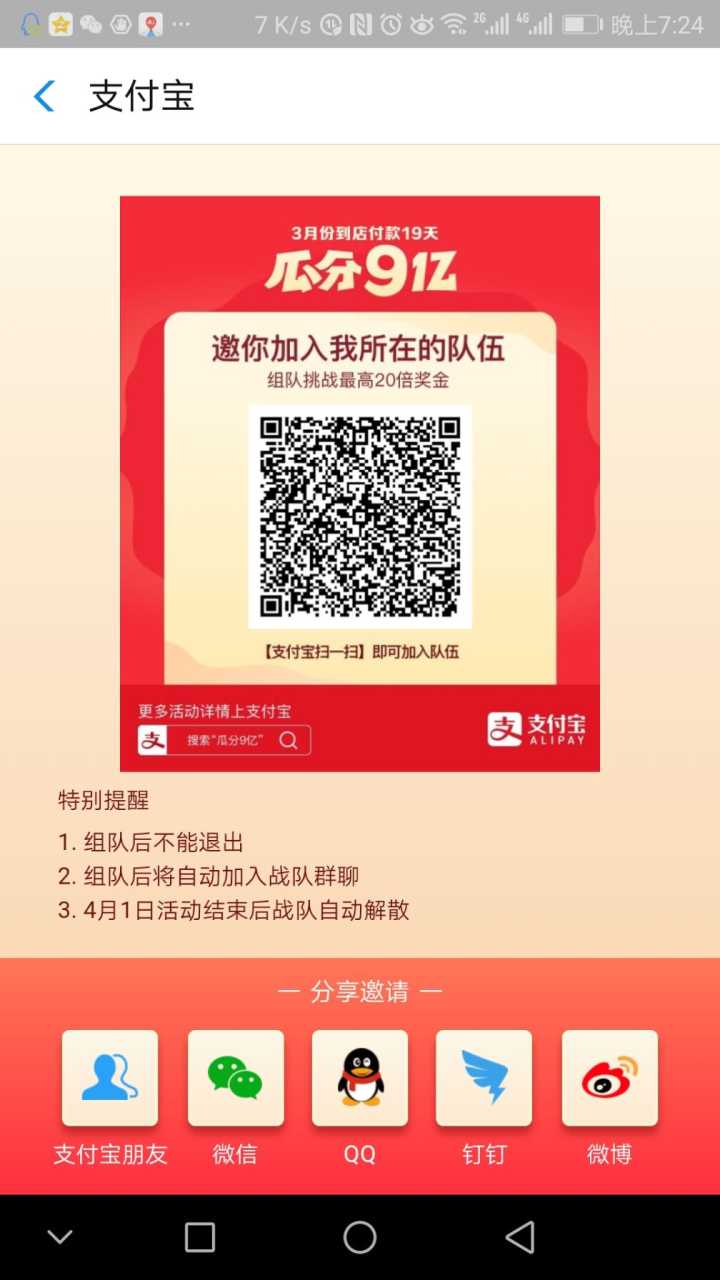 7 K/s 2G 4G 晚上7:24
支付宝
3月份到店付款19天
瓜分9亿
邀你加入我所在的队伍
组队挑战最高20倍奖金
【支付宝扫一扫】即可加入队伍
更多活动详情上支付宝
支 搜索“瓜分9亿”
支 支付宝
ALIPAY
特别提醒
1. 组队后不能退出
2. 组队后将自动加入战队群聊
3. 4月1日活动结束后战队自动解散
— 分享邀请 —
支付宝朋友 微信 QQ 钉钉 微博